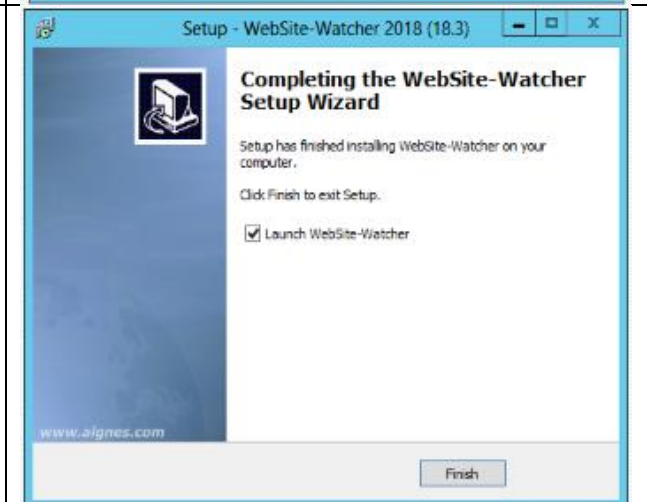 Setup - WebSite-Watcher 2018 (18.3)
Completing the WebSite-Watcher
Setup Wizard
Setup has finished installing WebSite-Watcher on your
computer.
Click Finish to exit Setup.
Launch WebSite-Watcher
www.aignes.com
Finish